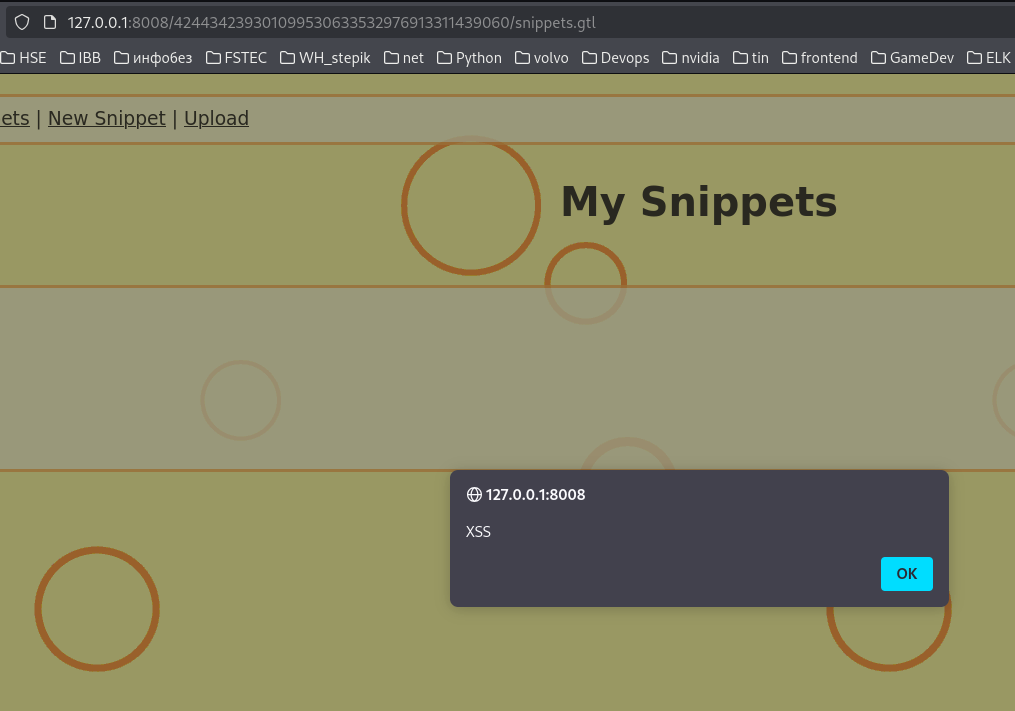 127.0.0.1:8008/424434239301099530633532976913311439060/snippets.gtl
HSE IBB инфобез FSTEC WH_stepik net Python volvo Devops nvidia tin frontend GameDev ELK
ets | New Snippet | Upload
My Snippets
127.0.0.1:8008
XSS
OK